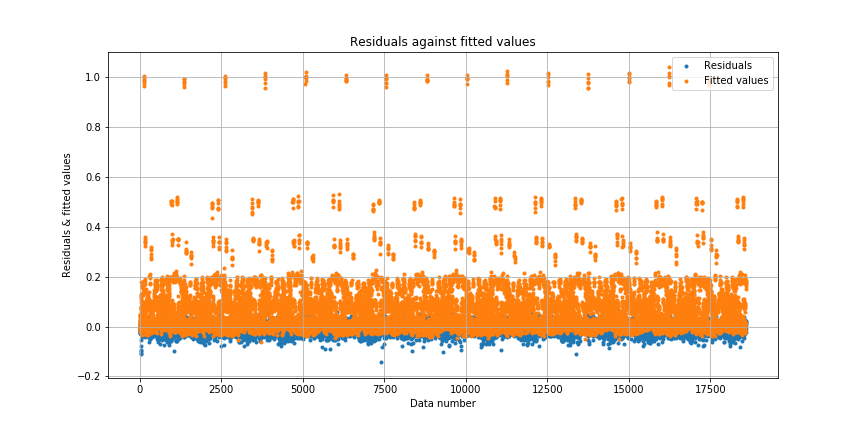 Residuals against fitted values
Residuals
Fitted values
Residuals & fitted values
1.0
0.8
0.6
0.4
0.2
0.0
−0.2
0 2500 5000 7500 10000 12500 15000 17500
Data number